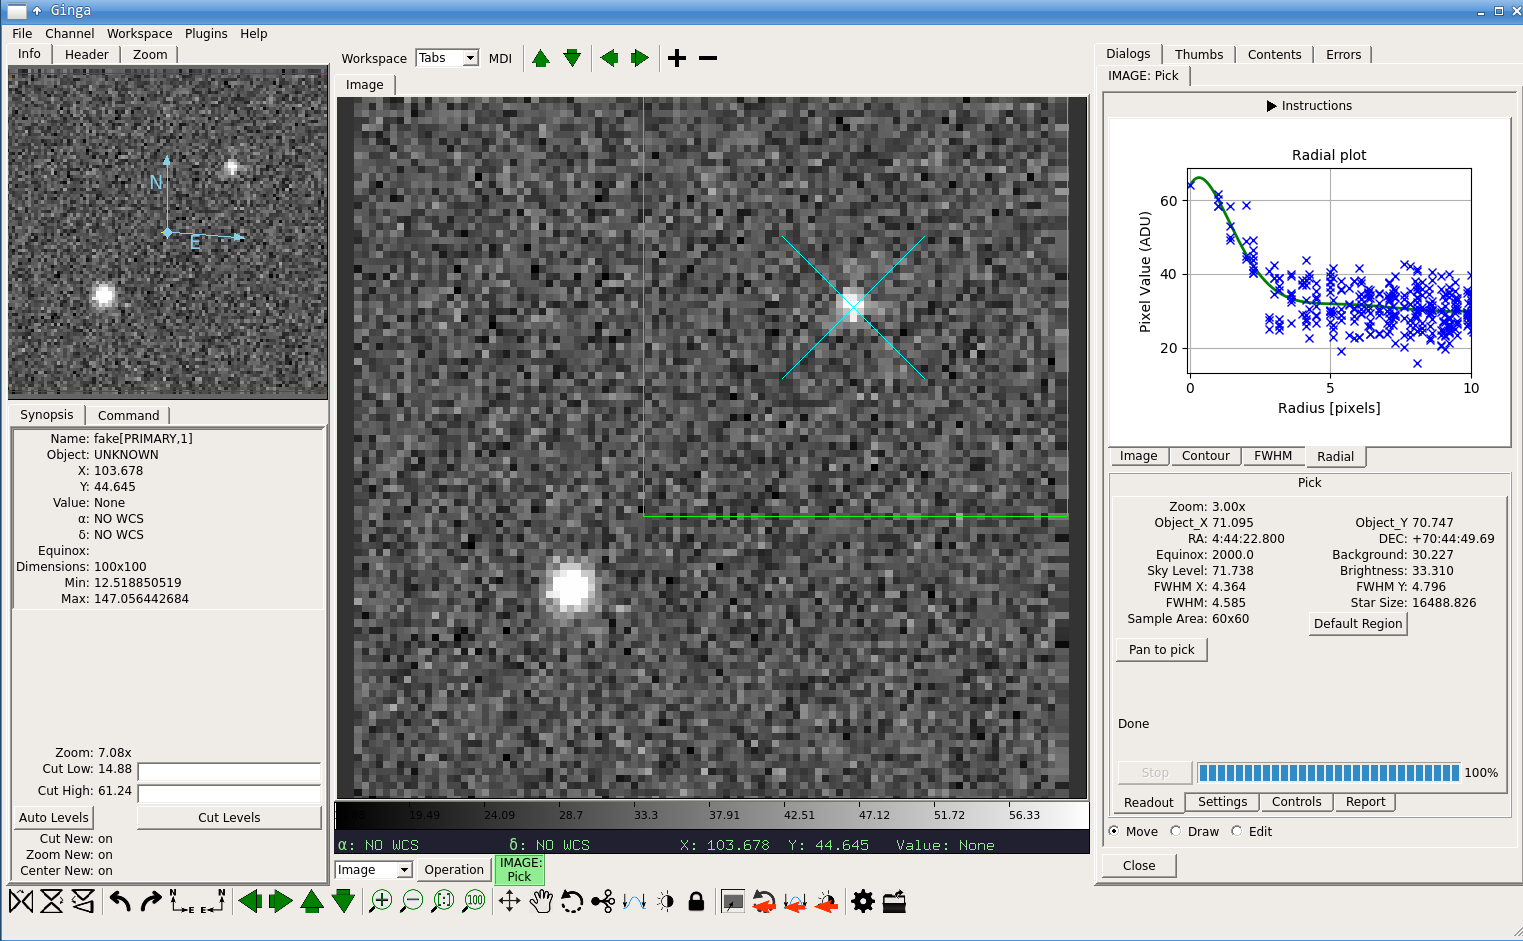 Ginga
File Channel Workspace Plugins Help
Info Header Zoom
N
E
Synopsis Command
Name: fake[PRIMARY,1]
Object: UNKNOWN
X: 103.678
Y: 44.645
Value: None
α: NO WCS
δ: NO WCS
Equinox:
Dimensions: 100x100
Min: 12.518850519
Max: 147.056442684
Zoom: 7.08x
Cut Low: 14.88
Cut High: 61.24
Auto Levels Cut Levels
Cut New: on
Zoom New: on
Center New: on
Workspace Tabs MDI
Image
19.49 24.09 28.7 33.3 37.91 42.51 47.12 51.72 56.33
α: NO WCS δ: NO WCS X: 103.678 Y: 44.645 Value: None
Image Operation IMAGE:
Pick
Dialogs Thumbs Contents Errors
IMAGE: Pick
Instructions
Radial plot
Pixel Value (ADU)
60
40
20
0 5 10
Radius [pixels]
Image Contour FWHM Radial
Pick
Zoom: 3.00x
Object_X 71.095 Object_Y 70.747
RA: 4:44:22.800 DEC: +70:44:49.69
Equinox: 2000.0 Background: 30.227
Sky Level: 71.738 Brightness: 33.310
FWHM X: 4.364 FWHM Y: 4.796
FWHM: 4.585 Star Size: 16488.826
Sample Area: 60x60 Default Region
Pan to pick
Done
Stop 100%
Readout Settings Controls Report
Move Draw Edit
Close
N E E N
100